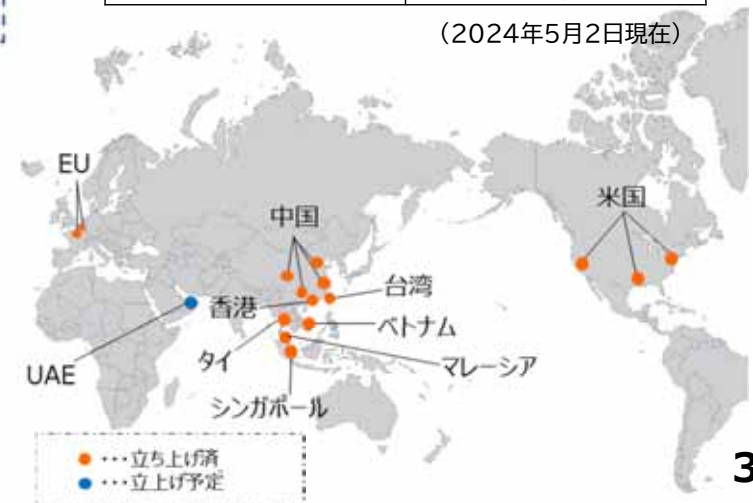 (2024年5月2日現在)
EU
中国
米国
香港
台湾
ベトナム
UAE
タイ
マレーシア
シンガポール
●・・・立ち上げ済
●・・・立上げ予定
3